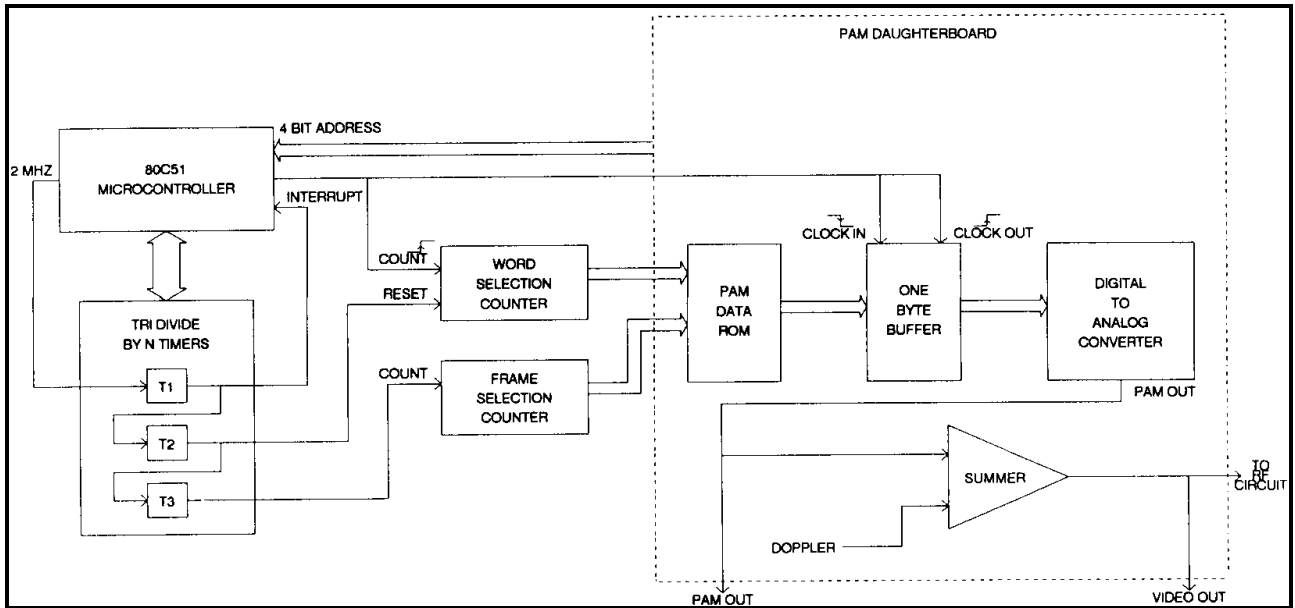 PAM DAUGHTERBOARD
4 BIT ADDRESS
2 MHZ
80C51
MICROCONTROLLER
INTERRUPT
CLOCK IN
CLOCK OUT
COUNT
RESET
WORD
SELECTION
COUNTER
PAM
DATA
ROM
ONE
BYTE
BUFFER
DIGITAL
TO
ANALOG
CONVERTER
TRI DIVIDE
BY N TIMERS
T1
T2
T3
COUNT
FRAME
SELECTION
COUNTER
PAM OUT
SUMMER
TO
RF
CIRCUIT
DOPPLER
PAM OUT
VIDEO OUT